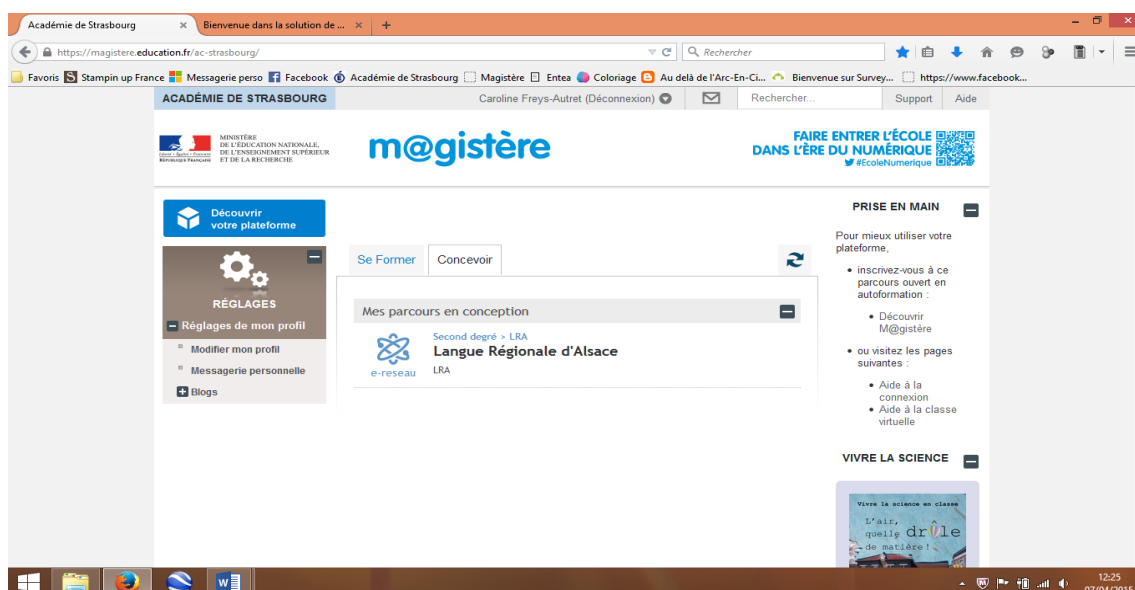 Académie de Strasbourg
Bienvenue dans la solution de ...
https://magistere.education.fr/ac-strasbourg/
Rechercher
Favoris Stampin up France Messagerie perso Facebook Académie de Strasbourg Magistère Entea Coloriage Au delà de l'Arc-En-Ci... Bienvenue sur Survey... https://www.facebook...
ACADÉMIE DE STRASBOURG
Caroline Freys-Autret (Déconnexion)
Rechercher...
Support Aide
MINISTÈRE
DE L'ÉDUCATION NATIONALE,
DE L'ENSEIGNEMENT SUPÉRIEUR
ET DE LA RECHERCHE
m@gistère
FAIRE ENTRER L'ÉCOLE
DANS L'ÈRE DU NUMÉRIQUE
#EcoleNumerique
Découvrir
votre plateforme
RÉGLAGES
Réglages de mon profil
Modifier mon profil
Messagerie personnelle
Blogs
Se Former
Concevoir
Mes parcours en conception
Second degré > LRA
Langue Régionale d'Alsace
e-reseau
LRA
PRISE EN MAIN
Pour mieux utiliser votre
plateforme,
inscrivez-vous à ce
parcours ouvert en
autoformation :
Découvrir
M@gistère
ou visitez les pages
suivantes :
Aide à la
connexion
Aide à la classe
virtuelle
VIVRE LA SCIENCE
Vivre la science en classe
L'air,
quelle drôle
de matière !
12:25
07/04/2015